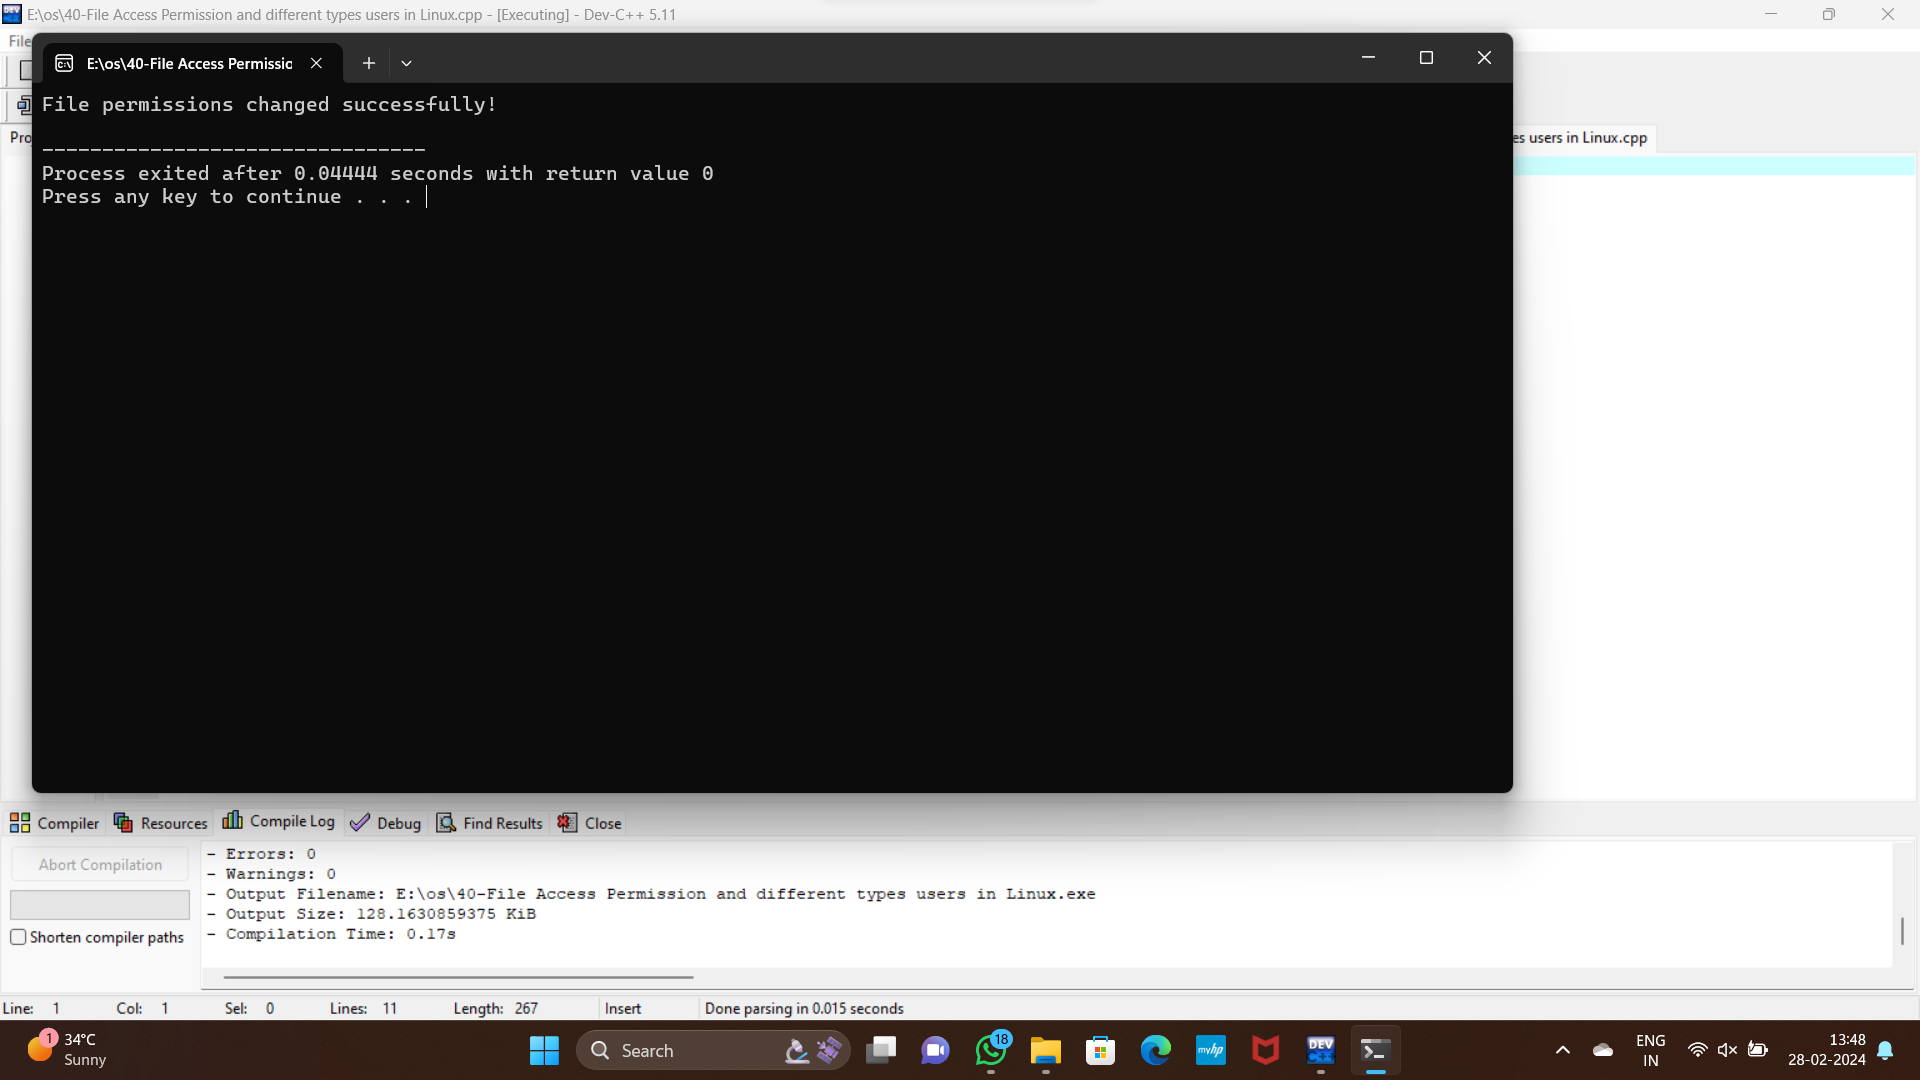 E:\os\40-File Access Permission and different types users in Linux.cpp - [Executing] - Dev-C++ 5.11
File
E:\os\40-File Access Permissic
File permissions changed successfully!
--------------------------------
Process exited after 0.04444 seconds with return value 0
Press any key to continue . . .
es users in Linux.cpp
Compiler Resources Compile Log Debug Find Results Close
Abort Compilation
Shorten compiler paths
- Errors: 0
- Warnings: 0
- Output Filename: E:\os\40-File Access Permission and different types users in Linux.exe
- Output Size: 128.1630859375 KiB
- Compilation Time: 0.17s
Line: 1 Col: 1 Sel: 0 Lines: 11 Length: 267 Insert Done parsing in 0.015 seconds
1
34°C
Sunny
Search
18
myhp
DEV
C++
ENG
IN
13:48
28-02-2024